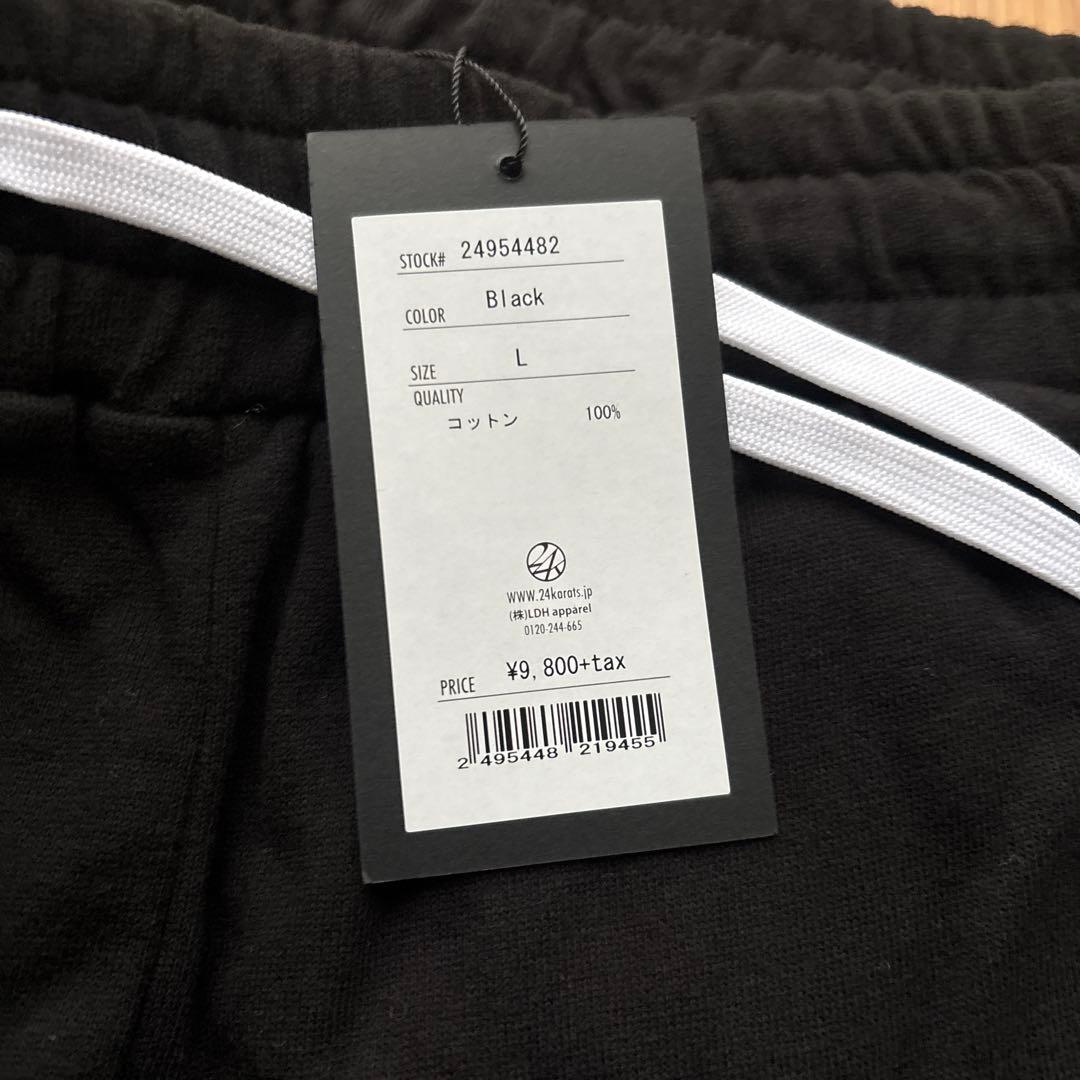 STOCK# 24954482
COLOR Black
SIZE L
QUALITY
コットン 100%
24k
WWW.24karats.jp
(株)LDH apparel
0120-244-665
PRICE ¥9,800+tax
2 495448 219455